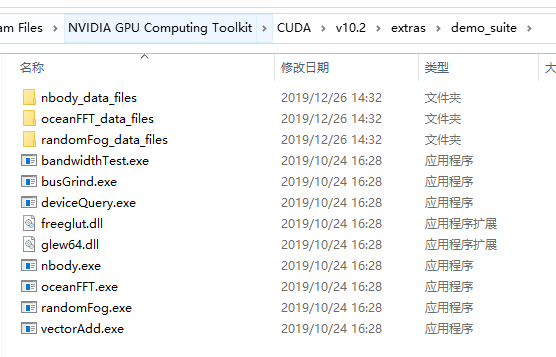 am Files › NVIDIA GPU Computing Toolkit › CUDA › v10.2 › extras › demo_suite ›
名称 修改日期 类型 大
nbody_data_files 2019/12/26 14:32 文件夹
oceanFFT_data_files 2019/12/26 14:32 文件夹
randomFog_data_files 2019/12/26 14:32 文件夹
bandwidthTest.exe 2019/10/24 16:28 应用程序
busGrind.exe 2019/10/24 16:28 应用程序
deviceQuery.exe 2019/10/24 16:28 应用程序
freeglut.dll 2019/10/24 16:28 应用程序扩展
glew64.dll 2019/10/24 16:28 应用程序扩展
nbody.exe 2019/10/24 16:28 应用程序
oceanFFT.exe 2019/10/24 16:28 应用程序
randomFog.exe 2019/10/24 16:28 应用程序
vectorAdd.exe 2019/10/24 16:28 应用程序